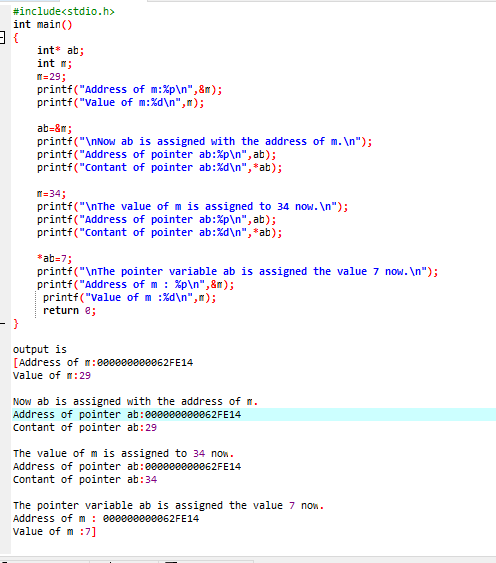 #include<stdio.h>
int main()
{
int* ab;
int m;
m=29;
printf("Address of m:%p\n",&m);
printf("Value of m:%d\n",m);
ab=&m;
printf("\nNow ab is assigned with the address of m.\n");
printf("Address of pointer ab:%p\n",ab);
printf("Contant of pointer ab:%d\n",*ab);
m=34;
printf("\nThe value of m is assigned to 34 now.\n");
printf("Address of pointer ab:%p\n",ab);
printf("Contant of pointer ab:%d\n",*ab);
*ab=7;
printf("\nThe pointer variable ab is assigned the value 7 now.\n");
printf("Address of m : %p\n",&m);
printf("Value of m :%d\n",m);
return 0;
}
output is
[Address of m:000000000062FE14
Value of m:29
Now ab is assigned with the address of m.
Address of pointer ab:000000000062FE14
Contant of pointer ab:29
The value of m is assigned to 34 now.
Address of pointer ab:000000000062FE14
Contant of pointer ab:34
The pointer variable ab is assigned the value 7 now.
Address of m : 000000000062FE14
Value of m :7]